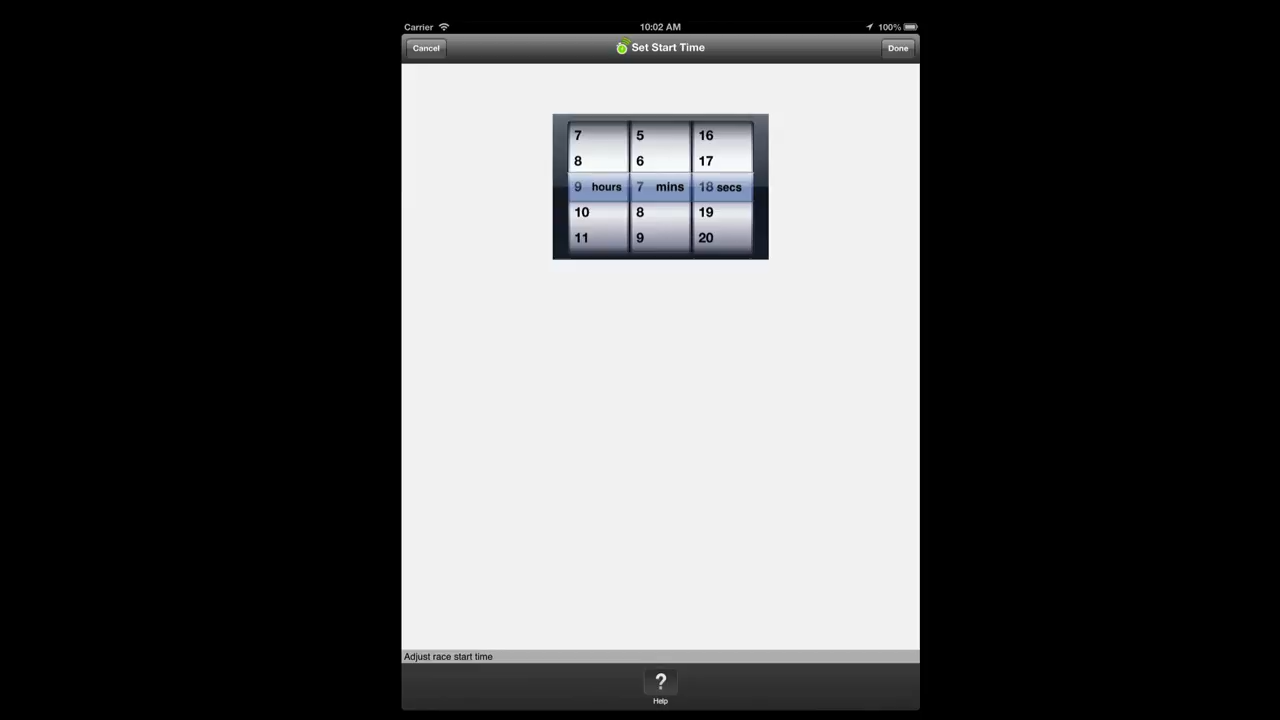 Carrier 10:02 AM 100%
Cancel Set Start Time Done
7 5 16
8 6 17
9 hours 7 mins 18 secs
10 8 19
11 9 20
Adjust race start time
?
Help